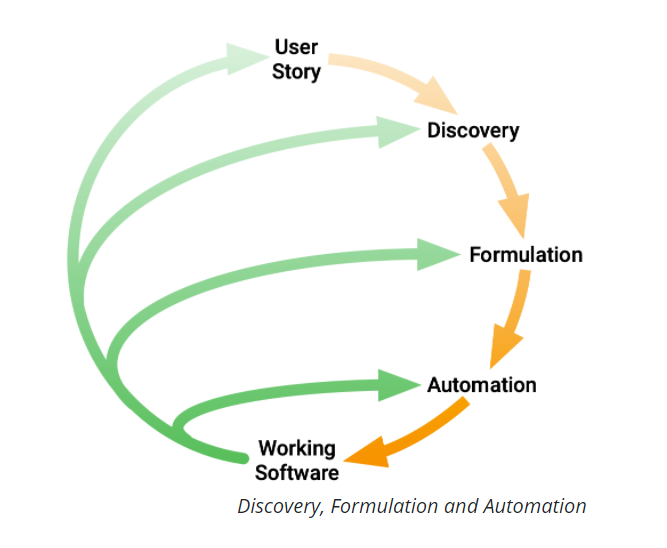 User
Story
Discovery
Formulation
Automation
Working
Software
Discovery, Formulation and Automation